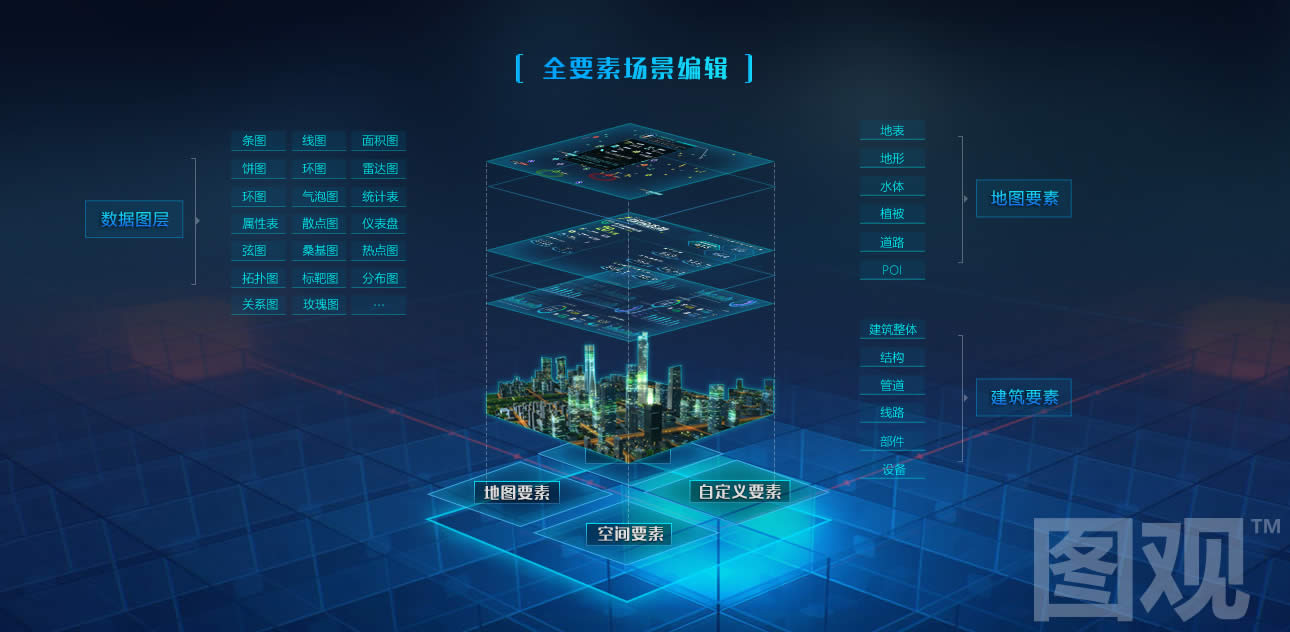 [ 全要素场景编辑 ]
数据图层
条图 线图 面积图
饼图 环图 雷达图
环图 气泡图 统计表
属性表 散点图 仪表盘
弦图 桑基图 热点图
拓扑图 标靶图 分布图
关系图 玫瑰图 ···
地表
地形
水体
植被
道路
POI
地图要素
建筑整体
结构
管道
线路
部件
设备
建筑要素
地图要素
自定义要素
空间要素
图观™